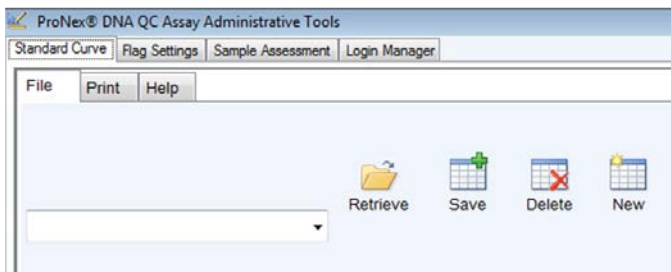 ProNex® DNA QC Assay Administrative Tools
Standard Curve Flag Settings Sample Assessment Login Manager
File Print Help
Retrieve Save Delete New